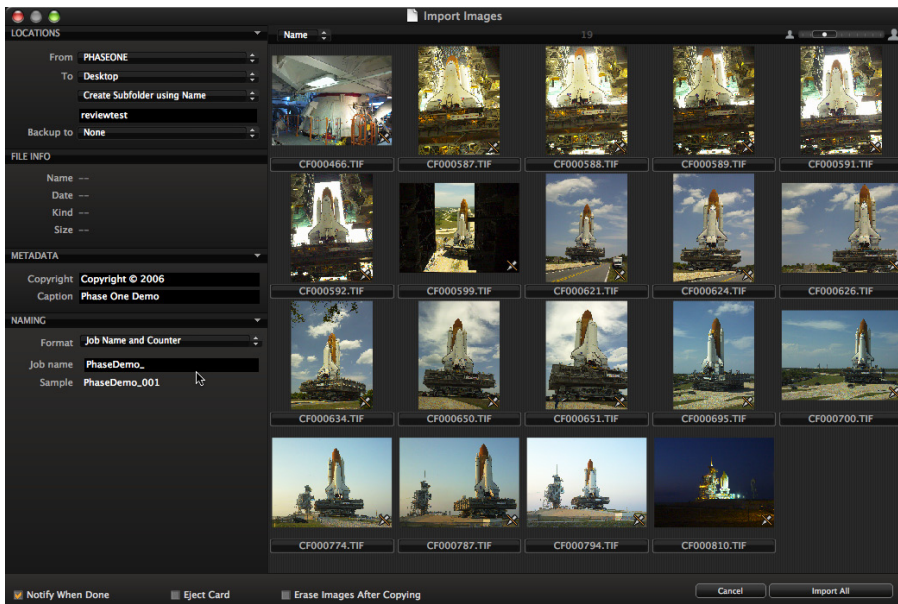 Import Images
LOCATIONS
From PHASEONE
To Desktop
Create Subfolder using Name
reviewtest
Backup to None
FILE INFO
Name --
Date --
Kind --
Size --
METADATA
Copyright Copyright © 2006
Caption Phase One Demo
NAMING
Format Job Name and Counter
Job name PhaseDemo_
Sample PhaseDemo_001
Name 19
CF000466.TIF CF000587.TIF CF000588.TIF CF000589.TIF CF000591.TIF
CF000592.TIF CF000599.TIF CF000621.TIF CF000624.TIF CF000626.TIF
CF000634.TIF CF000650.TIF CF000651.TIF CF000695.TIF CF000700.TIF
CF000774.TIF CF000787.TIF CF000794.TIF CF000810.TIF
Notify When Done Eject Card Erase Images After Copying Cancel Import All